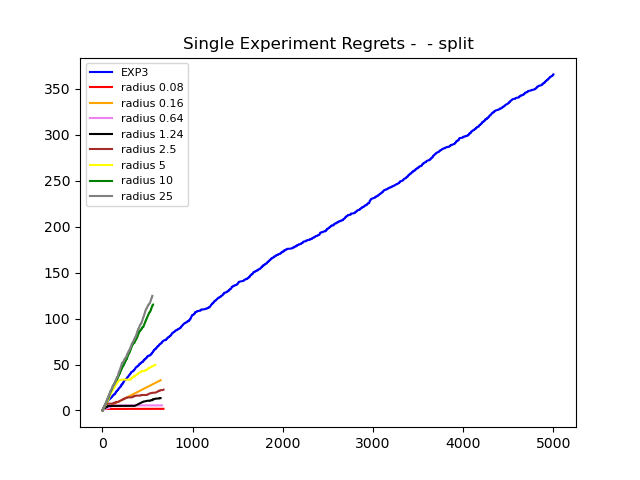 Single Experiment Regrets -  - split
EXP3
radius 0.08
radius 0.16
radius 0.64
radius 1.24
radius 2.5
radius 5
radius 10
radius 25
350
300
250
200
150
100
50
0
0 1000 2000 3000 4000 5000